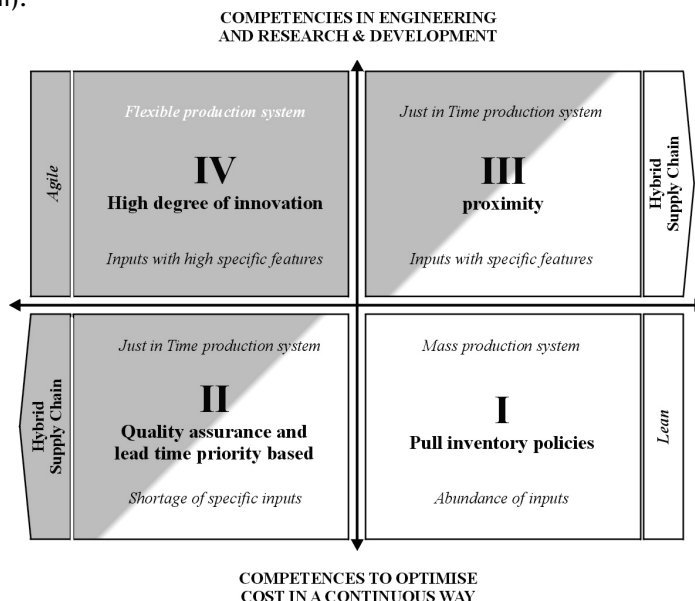 COMPETENCIES IN ENGINEERING
AND RESEARCH & DEVELOPMENT
Agile
Flexible production system
IV
High degree of innovation
Inputs with high specific features
Just in Time production system
III
proximity
Inputs with specific features
Hybrid
Supply Chain
Hybrid
Supply Chain
Just in Time production system
II
Quality assurance and
lead time priority based
Shortage of specific inputs
Mass production system
I
Pull inventory policies
Abundance of inputs
Lean
COMPETENCES TO OPTIMISE
COST IN A CONTINUOUS WAY